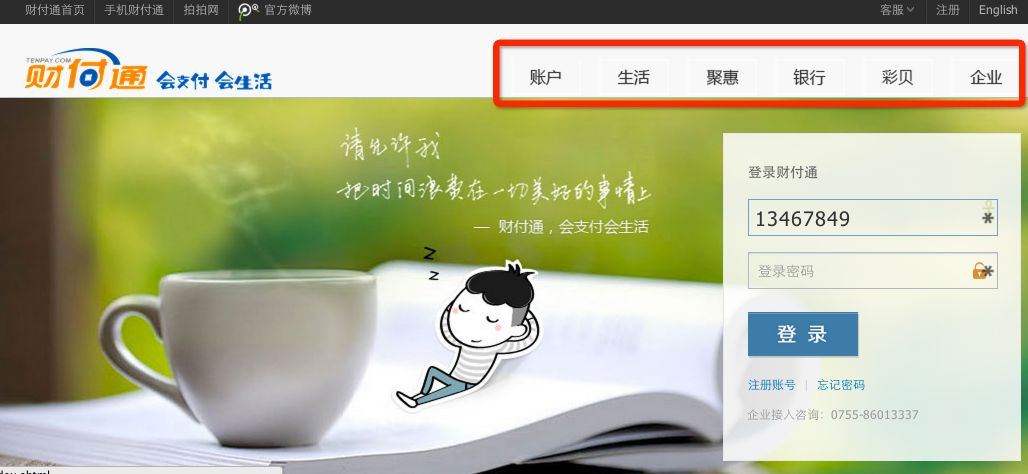 财付通首页 手机财付通 拍拍网 官方微博 客服 注册 English
TENPAY.COM
财付通 会支付 会生活
账户 生活 聚惠 银行 彩贝 企业
请允许我
把时间浪费在一切美好的事情上
— 财付通，会支付会生活
z
z
登录财付通
13467849
登录密码
登 录
注册账号 | 忘记密码
企业接入咨询：0755-86013337